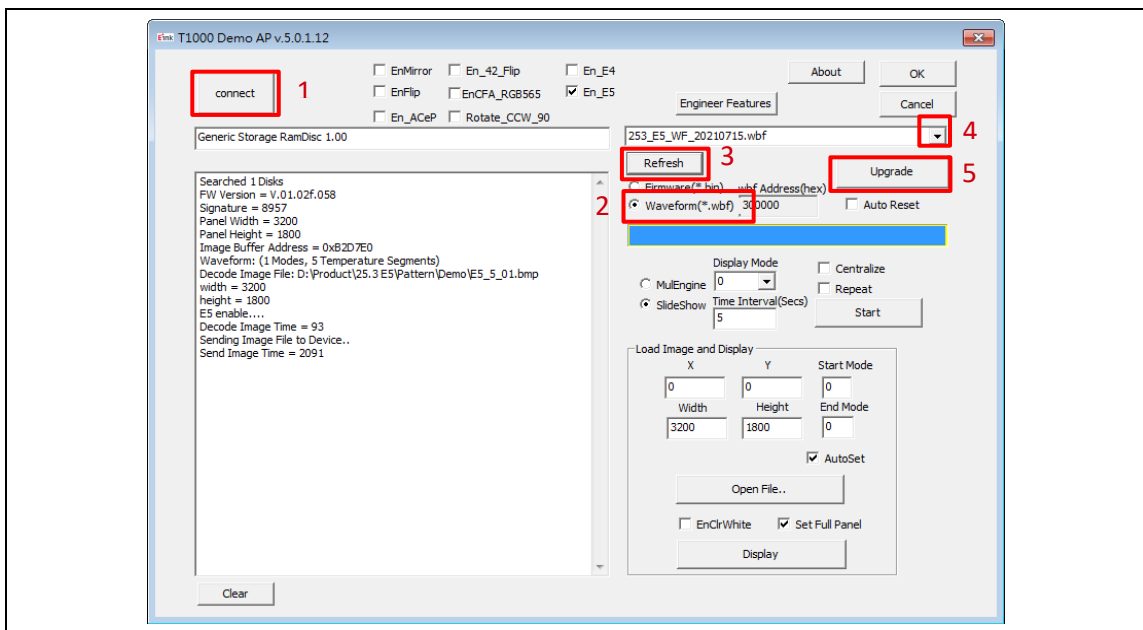 Eink T1000 Demo AP v.5.0.1.12
connect
1
EnMirror
En_42_Flip
En_E4
EnFlip
EnCFA_RGB565
En_E5
En_ACeP
Rotate_CCW_90
About
OK
Engineer Features
Cancel
Generic Storage RamDisc 1.00
253_E5_WF_20210715.wbf
4
Refresh
3
Upgrade
5
Firmware(*.bin)
wbf Address(hex)
2
Waveform(*.wbf)
300000
Auto Reset
Searched 1 Disks
FW Version = V.01.02f.058
Signature = 8957
Panel Width = 3200
Panel Height = 1800
Image Buffer Address = 0xB2D7E0
Waveform: (1 Modes, 5 Temperature Segments)
Decode Image File: D:\Product\25.3 E5\Pattern\Demo\E5_5_01.bmp
width = 3200
height = 1800
E5 enable....
Decode Image Time = 93
Sending Image File to Device..
Send Image Time = 2091
Display Mode
MulEngine
0
Centralize
Repeat
SlideShow
Time Interval(Secs)
5
Start
Load Image and Display
X
Y
Start Mode
0
0
0
Width
Height
End Mode
3200
1800
0
AutoSet
Open File..
EnClrWhite
Set Full Panel
Display
Clear